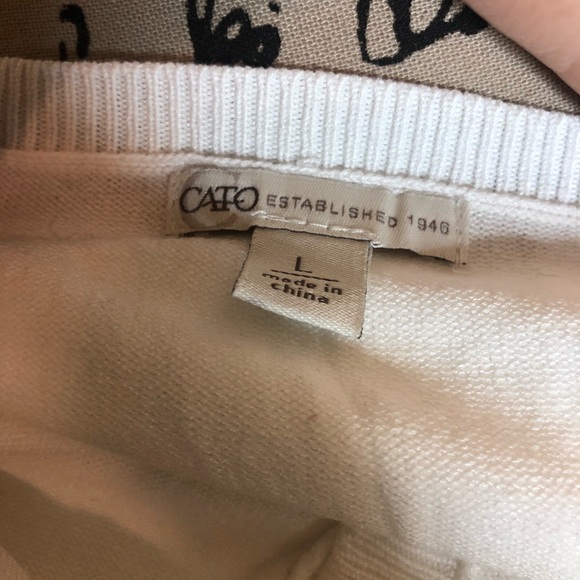 CATO ESTABLISHED 1946
L
made in
china